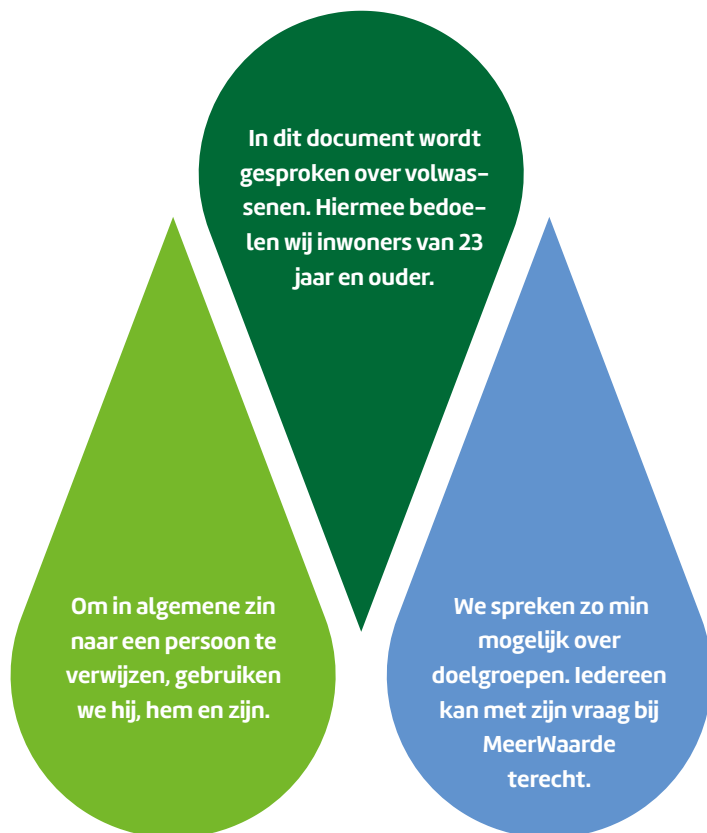 In dit document wordt
gesproken over volwas-
senen. Hiermee bedoe-
len wij inwoners van 23
jaar en ouder.
Om in algemene zin
naar een persoon te
verwijzen, gebruiken
we hij, hem en zijn.
We spreken zo min
mogelijk over
doelgroepen. Iedereen
kan met zijn vraag bij
MeerWaarde
terecht.